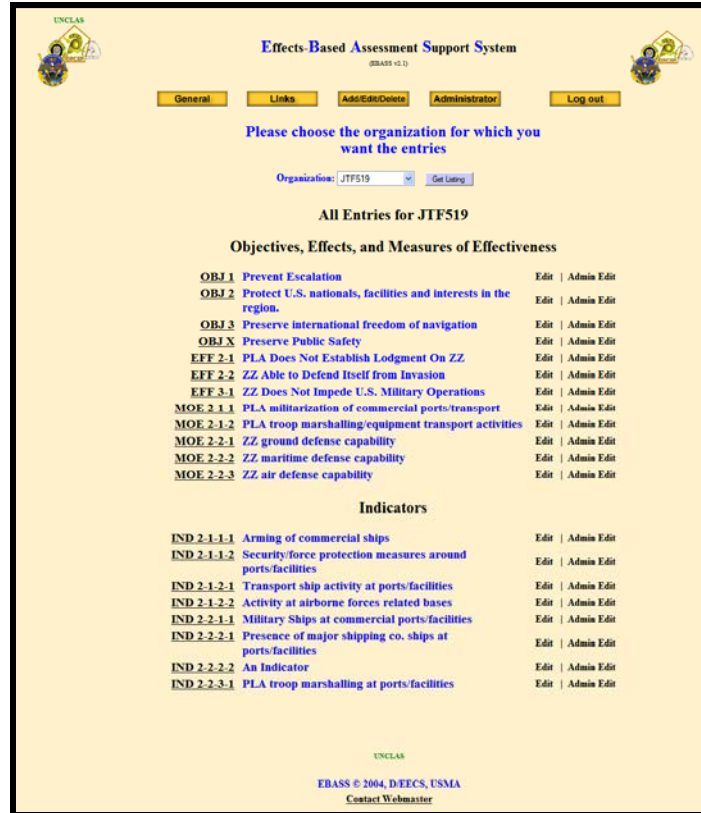 UNCLAS
Effects-Based Assessment Support System
(EBASS v2.1)
General Links Add/Edit/Delete Administrator Log out
Please choose the organization for which you
want the entries
Organization: JTF519 Get Listing
All Entries for JTF519
Objectives, Effects, and Measures of Effectiveness
OBJ 1 Prevent Escalation Edit | Admin Edit
OBJ 2 Protect U.S. nationals, facilities and interests in the
region. Edit | Admin Edit
OBJ 3 Preserve international freedom of navigation Edit | Admin Edit
OBJ X Preserve Public Safety Edit | Admin Edit
EFF 2-1 PLA Does Not Establish Lodgment On ZZ Edit | Admin Edit
EFF 2-2 ZZ Able to Defend Itself from Invasion Edit | Admin Edit
EFF 3-1 ZZ Does Not Impede U.S. Military Operations Edit | Admin Edit
MOE 2-1-1 PLA militarization of commercial ports/transport Edit | Admin Edit
MOE 2-1-2 PLA troop marshalling/equipment transport activities Edit | Admin Edit
MOE 2-2-1 ZZ ground defense capability Edit | Admin Edit
MOE 2-2-2 ZZ maritime defense capability Edit | Admin Edit
MOE 2-2-3 ZZ air defense capability Edit | Admin Edit
Indicators
IND 2-1-1-1 Arming of commercial ships Edit | Admin Edit
IND 2-1-1-2 Security/force protection measures around
ports/facilities Edit | Admin Edit
IND 2-1-2-1 Transport ship activity at ports/facilities Edit | Admin Edit
IND 2-1-2-2 Activity at airborne forces related bases Edit | Admin Edit
IND 2-2-1-1 Military Ships at commercial ports/facilities Edit | Admin Edit
IND 2-2-2-1 Presence of major shipping co. ships at
ports/facilities Edit | Admin Edit
IND 2-2-2-2 An Indicator Edit | Admin Edit
IND 2-2-3-1 PLA troop marshalling at ports/facilities Edit | Admin Edit
UNCLAS
EBASS © 2004, D/EECS, USMA
Contact Webmaster